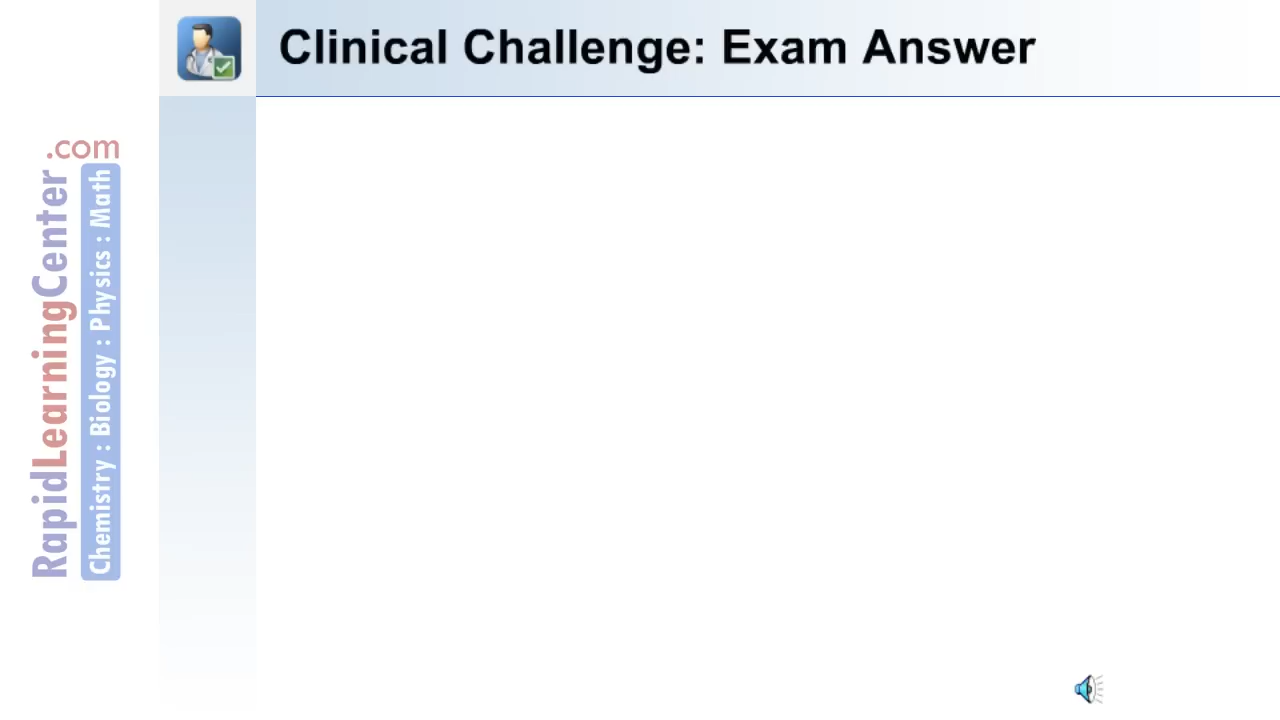 Clinical Challenge: Exam Answer
RapidLearningCenter.com
Chemistry : Biology : Physics : Math